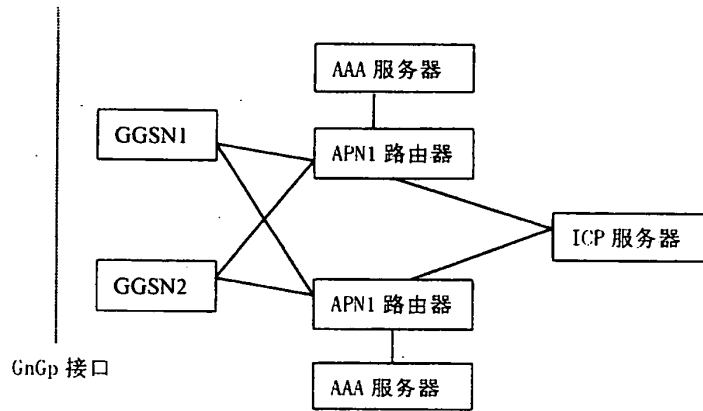 AAA 服务器
GGSN1
APN1 路由器
ICP 服务器
GGSN2
APN1 路由器
GnGp 接口
AAA 服务器